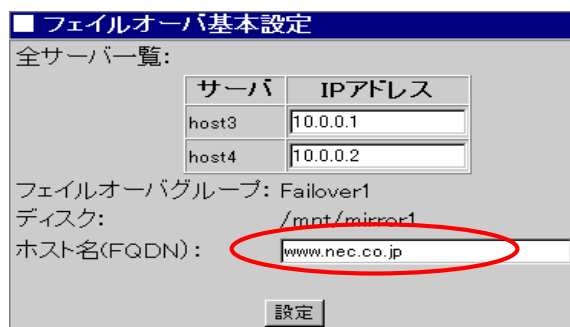 ■ フェイルオーバ基本設定
全サーバ一覧:
サーバ IPアドレス
host3 10.0.0.1
host4 10.0.0.2
フェイルオーバグループ: Failover1
ディスク: /mnt/mirror1
ホスト名(FQDN): www.nec.co.jp
設定